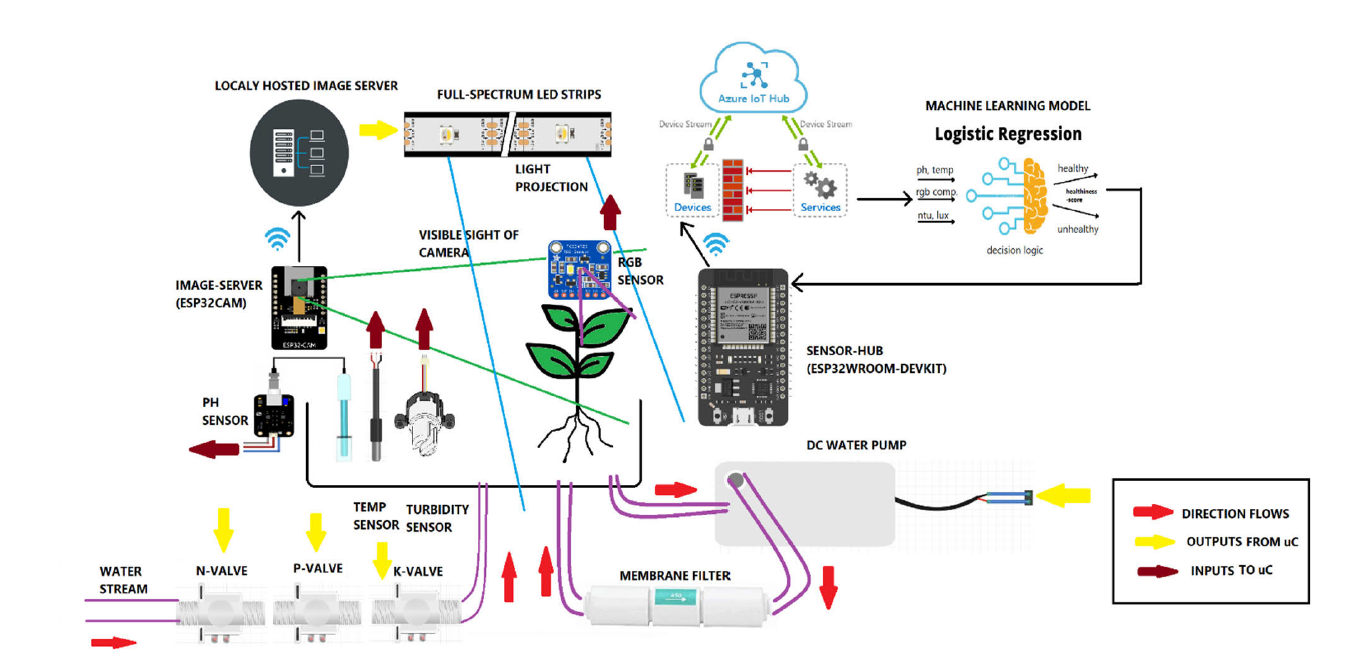 LOCALY HOSTED IMAGE SERVER
FULL-SPECTRUM LED STRIPS
LIGHT
PROJECTION
Azure IoT Hub
Device Stream
Device Stream
Devices
Services
MACHINE LEARNING MODEL
Logistic Regression
ph, temp
rgb comp.
ntu, lux
healthy
healthiness
-score
unhealthy
decision logic
VISIBLE SIGHT OF
CAMERA
RGB
SENSOR
IMAGE-SERVER
(ESP32CAM)
ESP32-CAM
SENSOR-HUB
(ESP32WROOM-DEVKIT)
PH
SENSOR
TEMP
SENSOR
TURBIDITY
SENSOR
DC WATER PUMP
WATER
STREAM
N-VALVE
P-VALVE
K-VALVE
MEMBRANE FILTER
DIRECTION FLOWS
OUTPUTS FROM uC
INPUTS TO uC